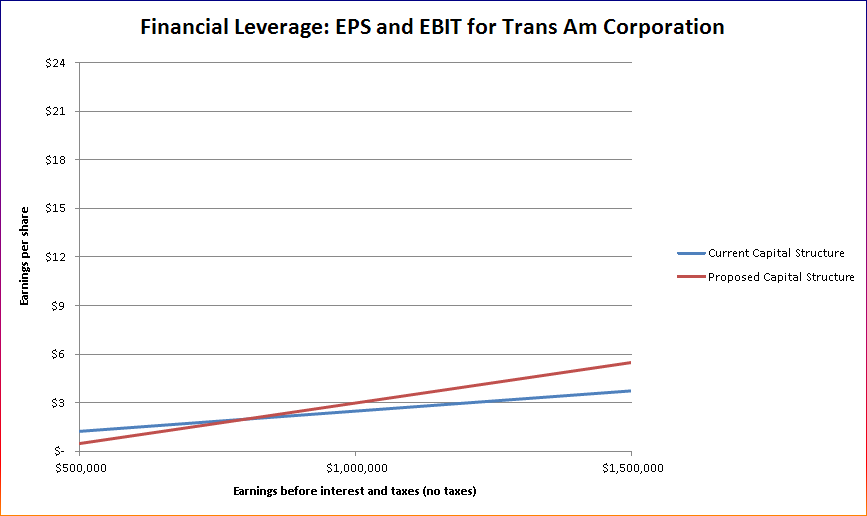 Financial Leverage: EPS and EBIT for Trans Am Corporation
$24
$21
$18
$15
$12
$9
$6
$3
$-
Earnings per share
$500,000
$1,000,000
$1,500,000
Earnings before interest and taxes (no taxes)
Current Capital Structure
Proposed Capital Structure